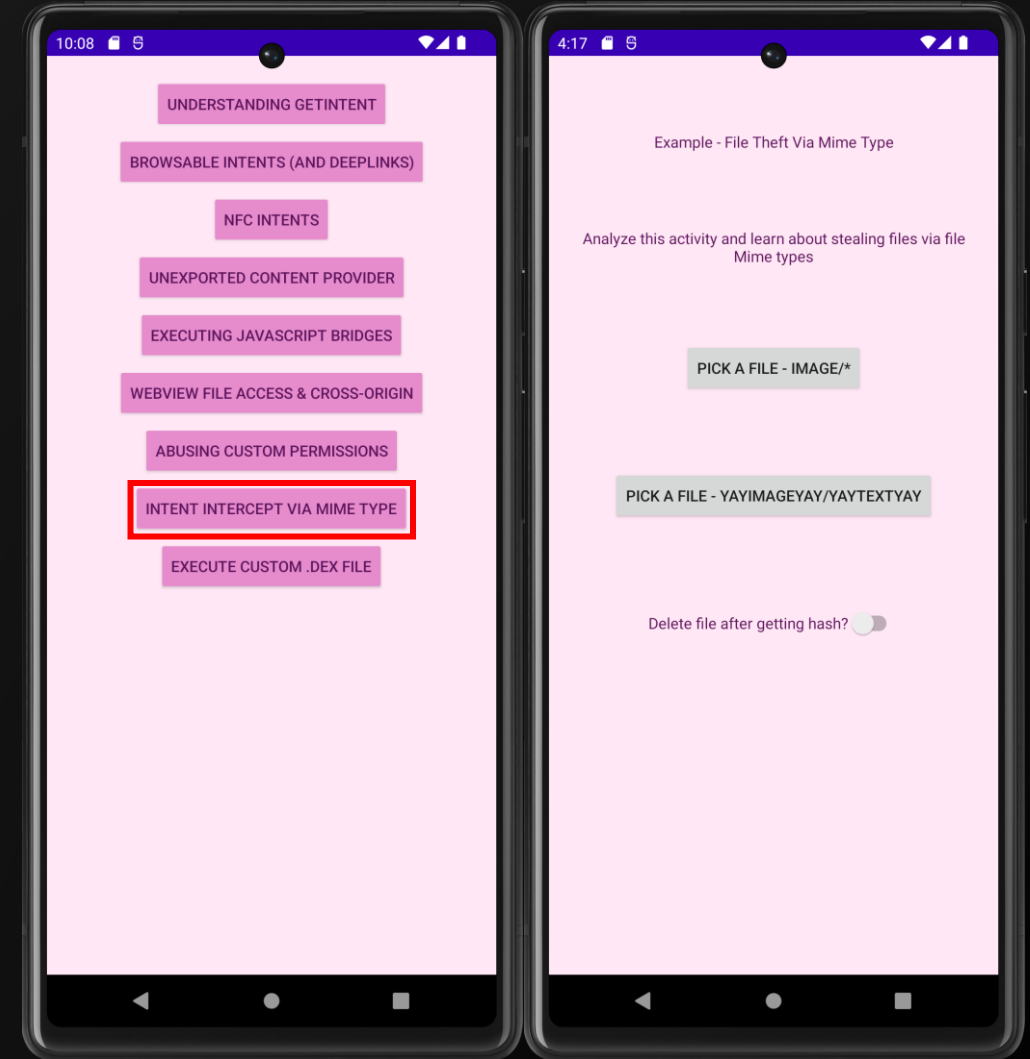 10:08
UNDERSTANDING GETINTENT
BROWSABLE INTENTS (AND DEEPLINKS)
NFC INTENTS
UNEXPORTED CONTENT PROVIDER
EXECUTING JAVASCRIPT BRIDGES
WEBVIEW FILE ACCESS & CROSS-ORIGIN
ABUSING CUSTOM PERMISSIONS
INTENT INTERCEPT VIA MIME TYPE
EXECUTE CUSTOM .DEX FILE
4:17
Example - File Theft Via Mime Type
Analyze this activity and learn about stealing files via file
Mime types
PICK A FILE - IMAGE/*
PICK A FILE - YAYIMAGEYAY/YAYTEXTYAY
Delete file after getting hash?